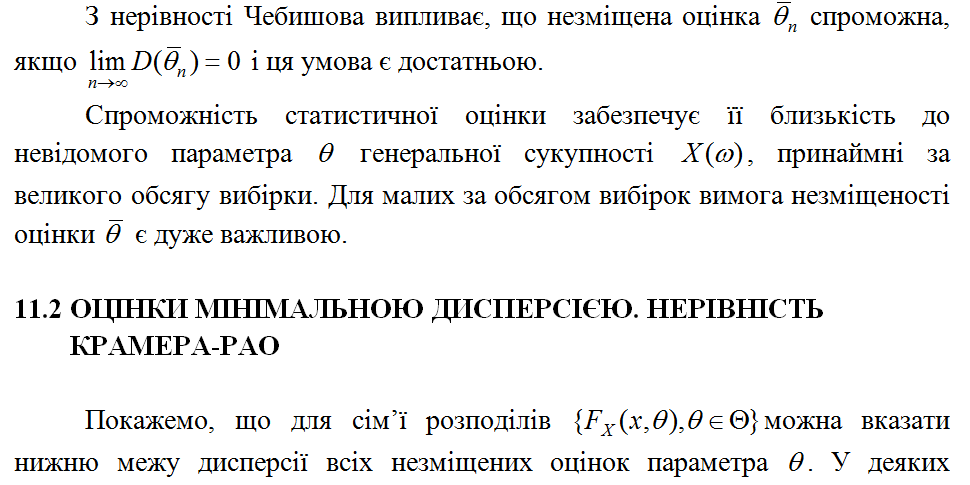 З нерівності Чебишова випливає, що незміщена оцінка θ̅ₙ спроможна,
якщо lim D(θ̅ₙ) = 0 і ця умова є достатньою.
n→∞
Спроможність статистичної оцінки забезпечує її близькість до
невідомого параметра θ генеральної сукупності X(ω), принаймні за
великого обсягу вибірки. Для малих за обсягом вибірок вимога незміщеності
оцінки θ̅ є дуже важливою.
11.2 ОЦІНКИ МІНІМАЛЬНОЮ ДИСПЕРСІЄЮ. НЕРІВНІСТЬ
КРАМЕРА-РАО
Покажемо, що для сім’ї розподілів {F_X(x,θ),θ∈Θ} можна вказати
нижню межу дисперсії всіх незміщених оцінок параметра θ. У деяких